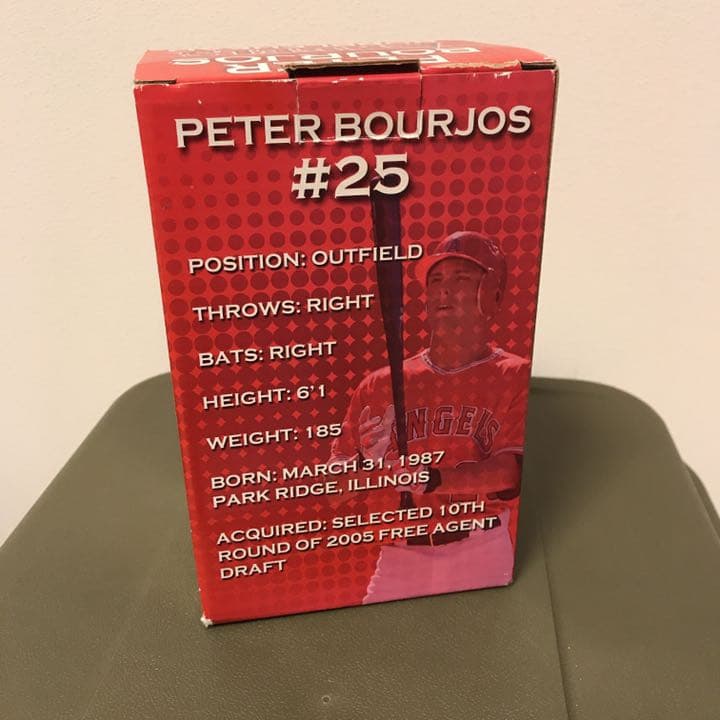 PETER BOURJOS
#25
POSITION: OUTFIELD
THROWS: RIGHT
BATS: RIGHT
HEIGHT: 6'1
WEIGHT: 185
BORN: MARCH 31, 1987
PARK RIDGE, ILLINOIS
ACQUIRED: SELECTED 10TH
ROUND OF 2005 FREE AGENT
DRAFT
ANGELS